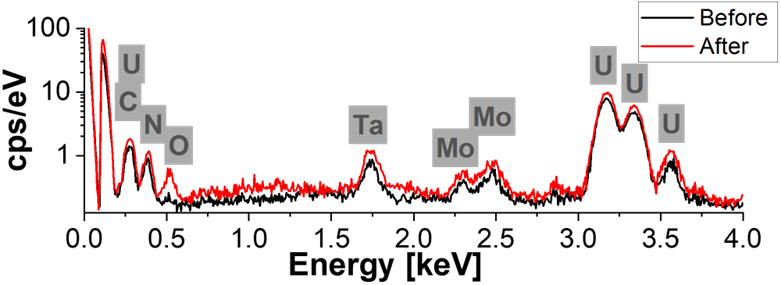 100
10
1
cps/eV
U
C
N
O
Ta
Mo
Mo
U
U
U
Before
After
0.0 0.5 1.0 1.5 2.0 2.5 3.0 3.5 4.0
Energy [keV]